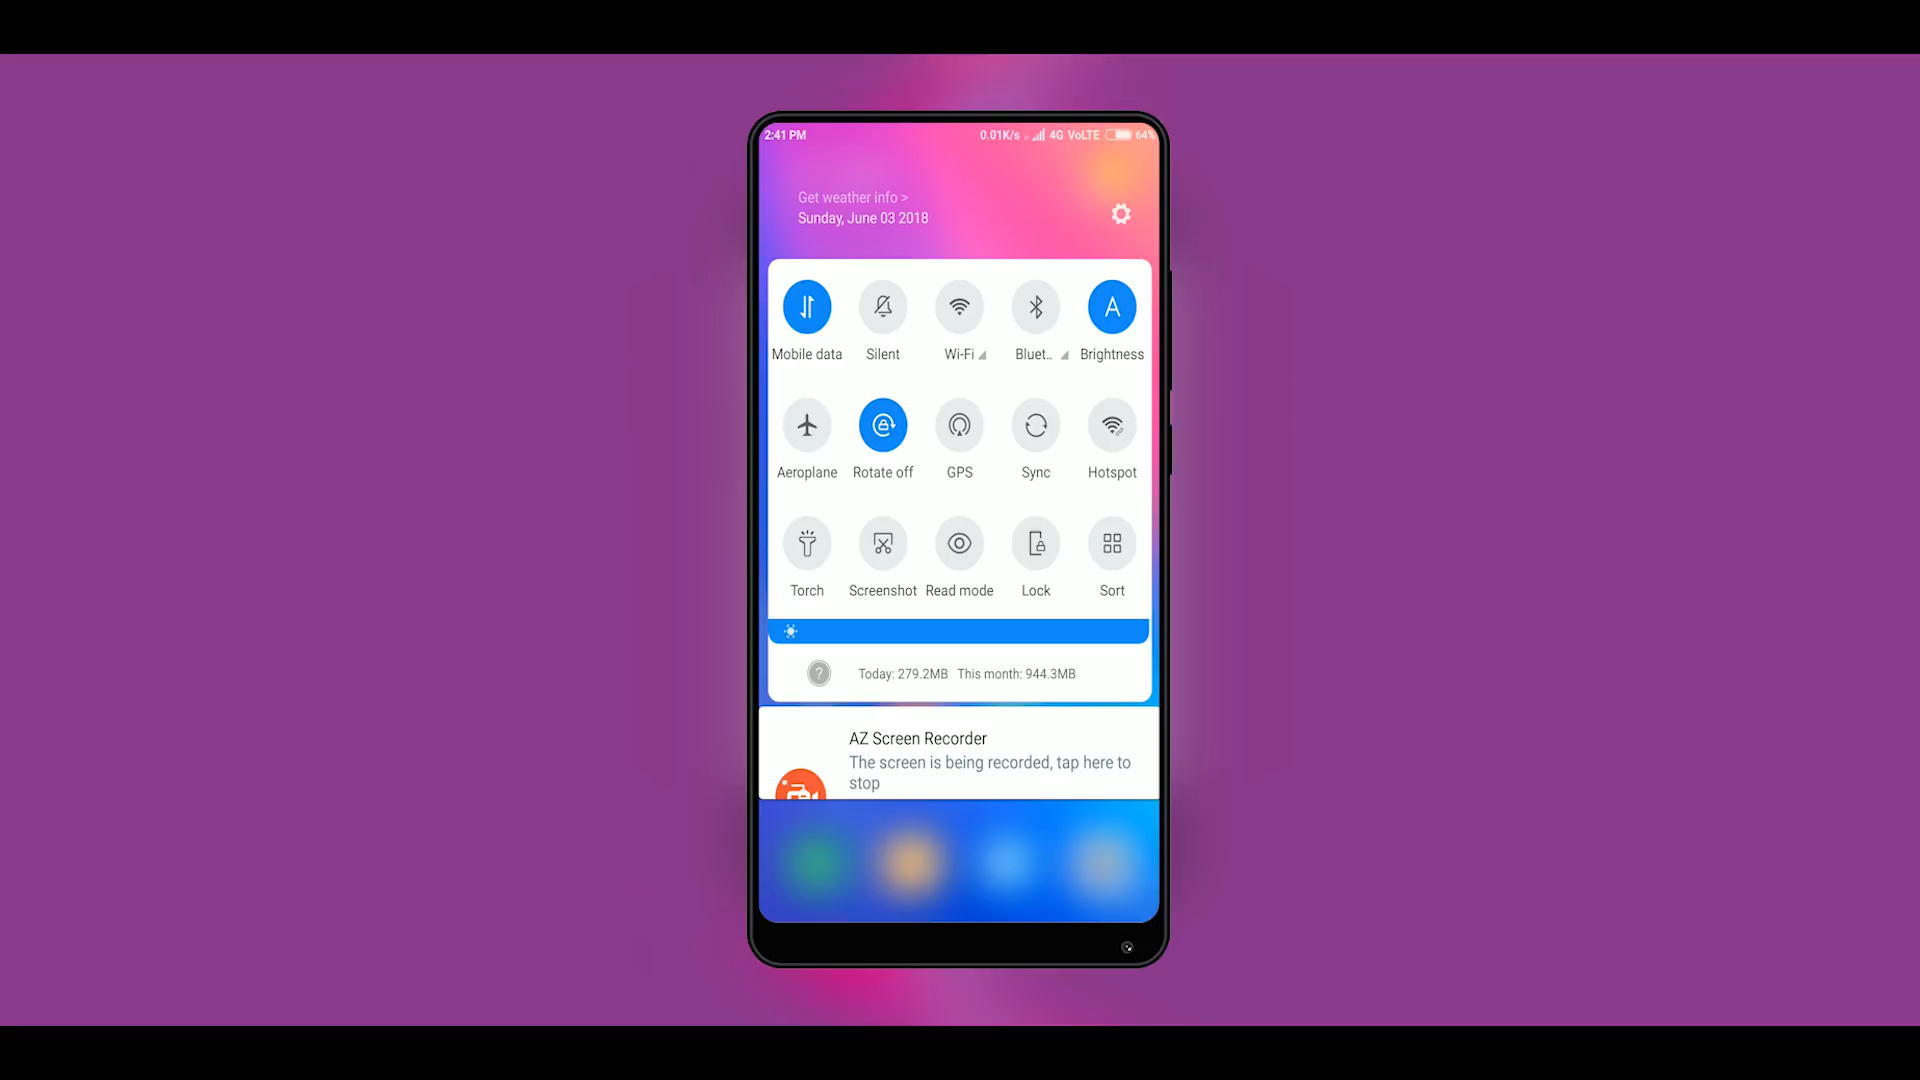 2:41 PM 0.01K/s 4G VoLTE 64%
Get weather info >
Sunday, June 03 2018
A
Mobile data Silent Wi-Fi Bluet.. Brightness
Aeroplane Rotate off GPS Sync Hotspot
Torch Screenshot Read mode Lock Sort
? Today: 279.2MB This month: 944.3MB
AZ Screen Recorder
The screen is being recorded, tap here to
stop